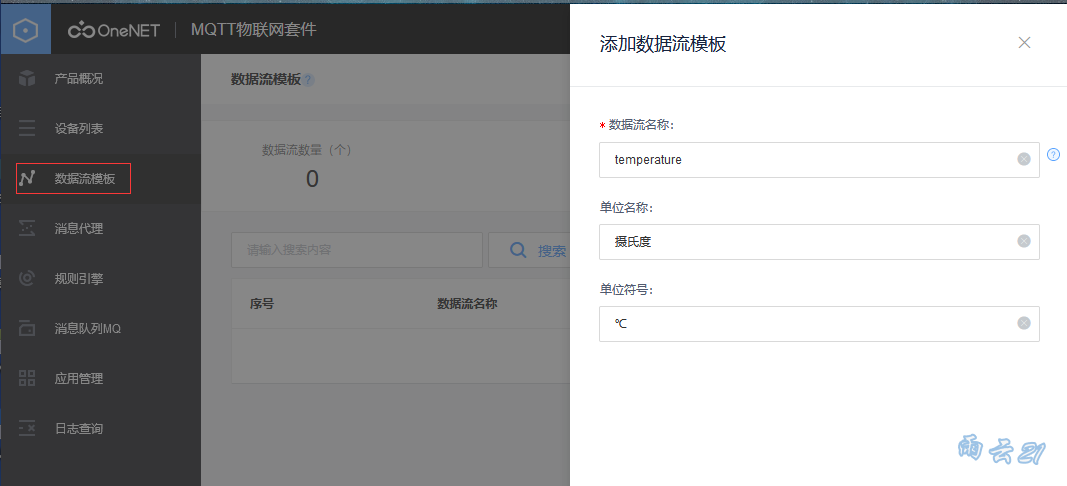 OneNET
MQTT物联网套件
产品概况
设备列表
数据流模板
消息代理
规则引擎
消息队列MQ
应用管理
日志查询
数据流模板 ?
数据流数量（个）
0
请输入搜索内容
搜索
序号 数据流名称
添加数据流模板
* 数据流名称：
temperature
?
单位名称：
摄氏度
单位符号：
℃
雨云21